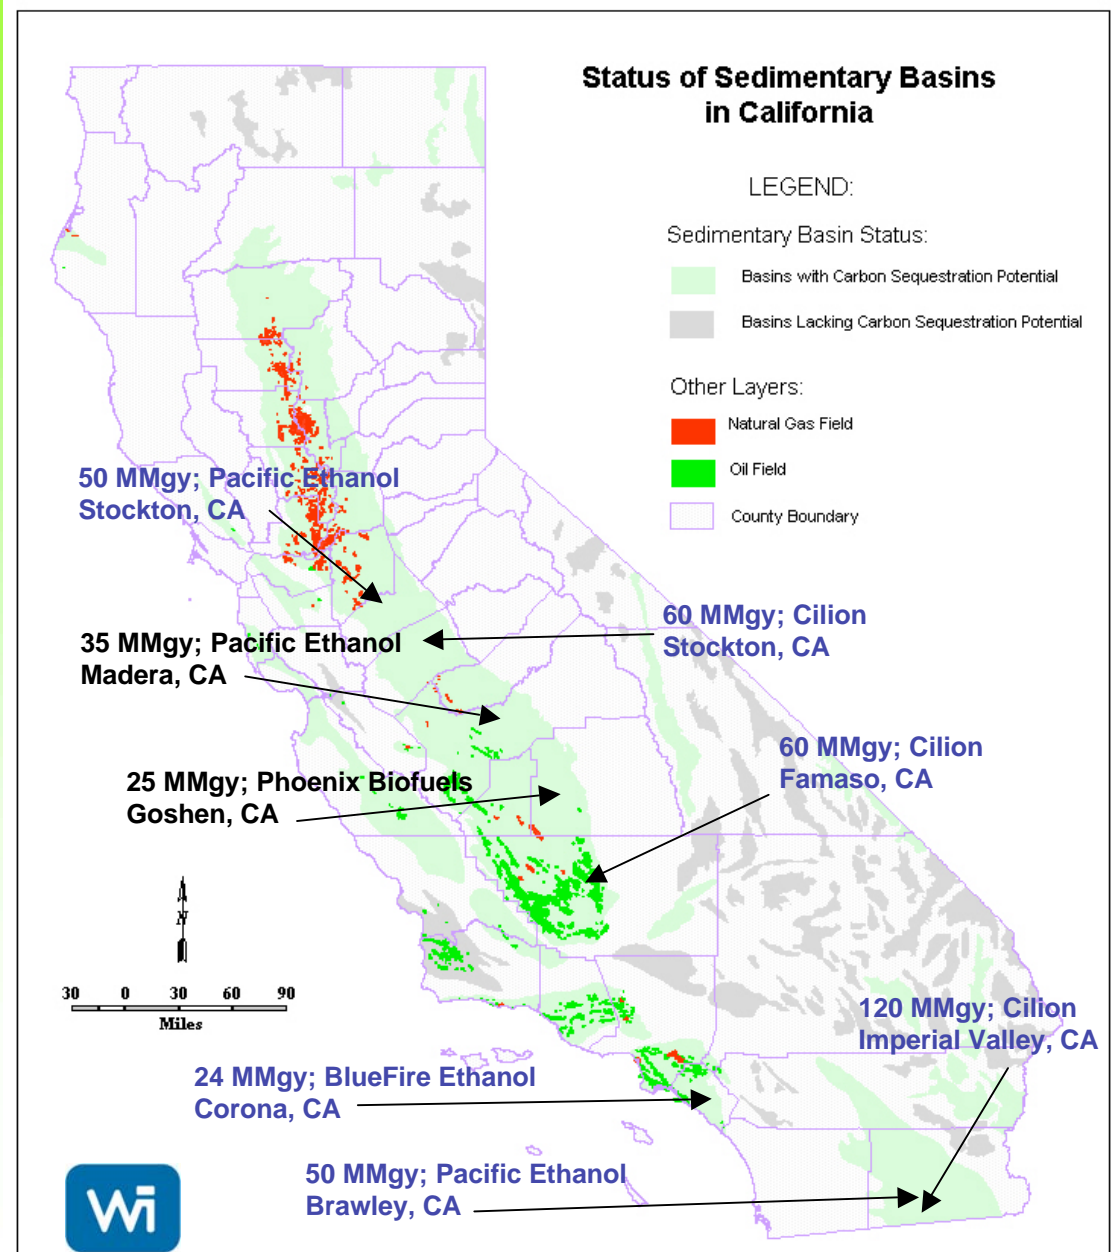 Status of Sedimentary Basins
in California
LEGEND:
Sedimentary Basin Status:
Basins with Carbon Sequestration Potential
Basins Lacking Carbon Sequestration Potential
Other Layers:
Natural Gas Field
Oil Field
County Boundary
50 MMgy; Pacific Ethanol
Stockton, CA
60 MMgy; Cilion
Stockton, CA
35 MMgy; Pacific Ethanol
Madera, CA
60 MMgy; Cilion
Famaso, CA
25 MMgy; Phoenix Biofuels
Goshen, CA
N
30 0 30 60 90
Miles
120 MMgy; Cilion
Imperial Valley, CA
24 MMgy; BlueFire Ethanol
Corona, CA
50 MMgy; Pacific Ethanol
Brawley, CA
Wi